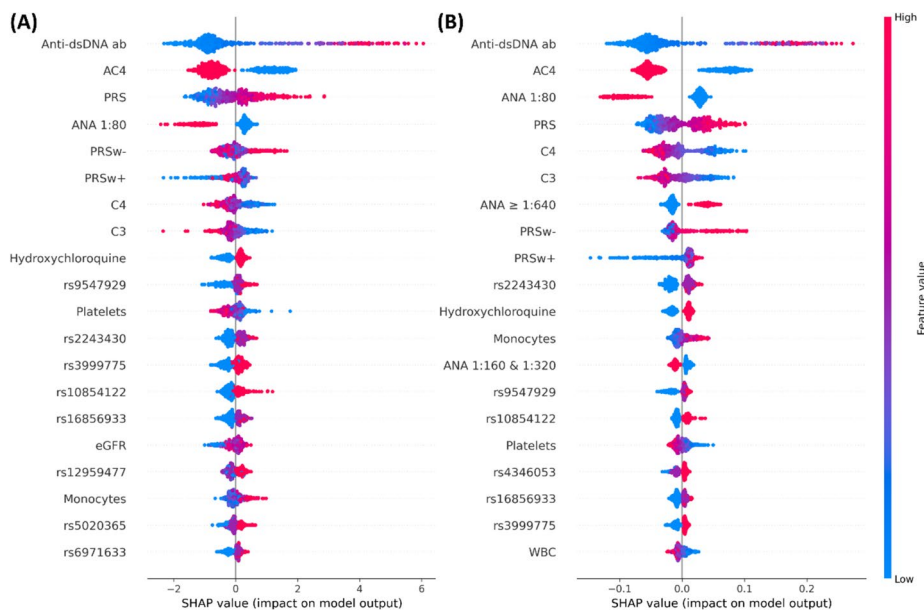 (A)
Anti-dsDNA ab
AC4
PRS
ANA 1:80
PRSw-
PRSw+
C4
C3
Hydroxychloroquine
rs9547929
Platelets
rs2243430
rs3999775
rs10854122
rs16856933
eGFR
rs12959477
Monocytes
rs5020365
rs6971633
−2 0 2 4 6
SHAP value (impact on model output)
(B)
Anti-dsDNA ab
AC4
ANA 1:80
PRS
C4
C3
ANA ≥ 1:640
PRSw-
PRSw+
rs2243430
Hydroxychloroquine
Monocytes
ANA 1:160 & 1:320
rs9547929
rs10854122
Platelets
rs4346053
rs16856933
rs3999775
WBC
−0.1 0.0 0.1 0.2
SHAP value (impact on model output)
High
Feature value
Low